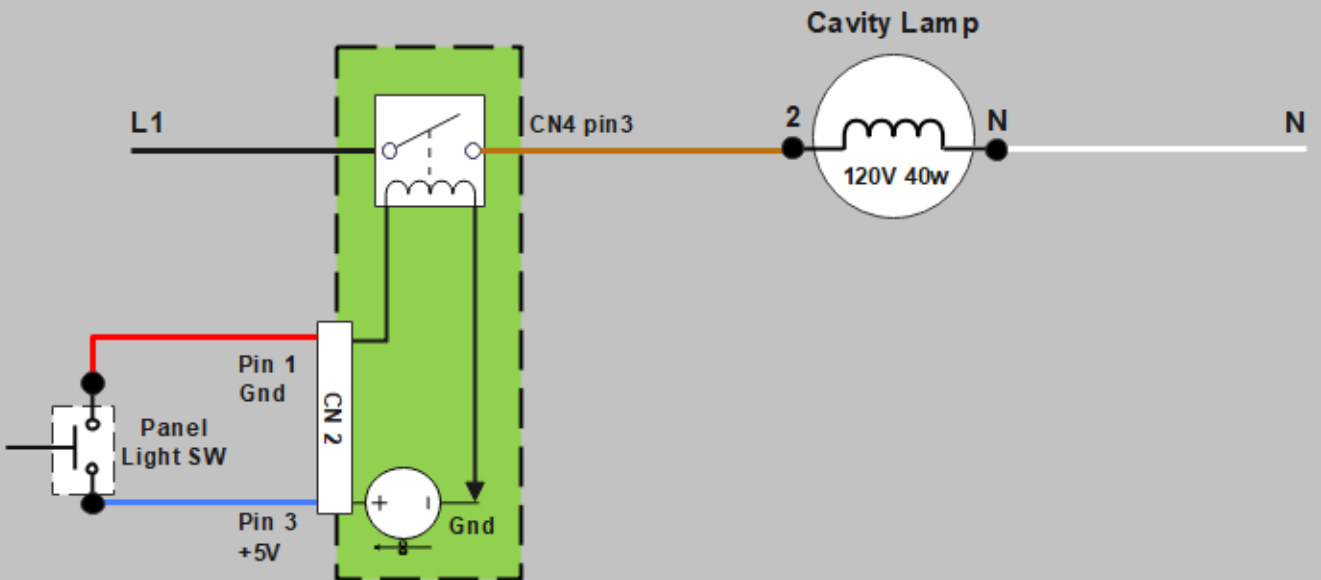 Cavity Lamp
L1
CN4 pin3
2
N
N
120V 40w
Pin 1
Gnd
CN 2
Panel
Light SW
+
-
Gnd
Pin 3
+5V